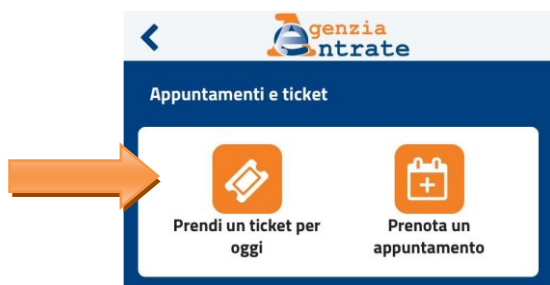 Agenzia
Entrate
Appuntamenti e ticket
Prendi un ticket per
oggi
Prenota un
appuntamento